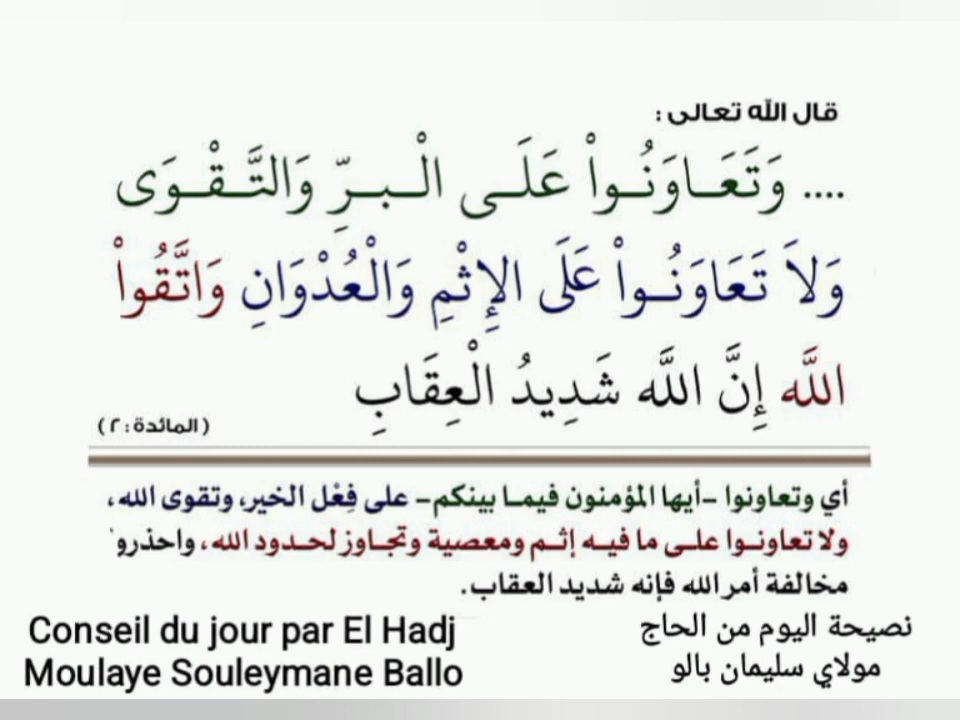 قال الله تعالى :
.... وَتَعَاوَنُواْ عَلَى الْبرِّ وَالتَّقْوَى
وَلاَ تَعَاوَنُواْ عَلَى الإِثْمِ وَالْعُدْوَانِ وَاتَّقُواْ
اللَّه إِنَّ اللَّه شَدِيدُ الْعِقَابِ
(المائدة:٢)
أي وتعاونوا -أيها المؤمنون فيما بينكم- على فِعْل الخير، وتقوى الله،
ولا تعاونوا على ما فيه إثم ومعصية وتجاوز لحدود الله، واحذرو
مخالفة أمر الله فإنه شديد العقاب.
نصيحة اليوم من الحاج
مولاي سليمان بالو
Conseil du jour par El Hadj
Moulaye Souleymane Ballo